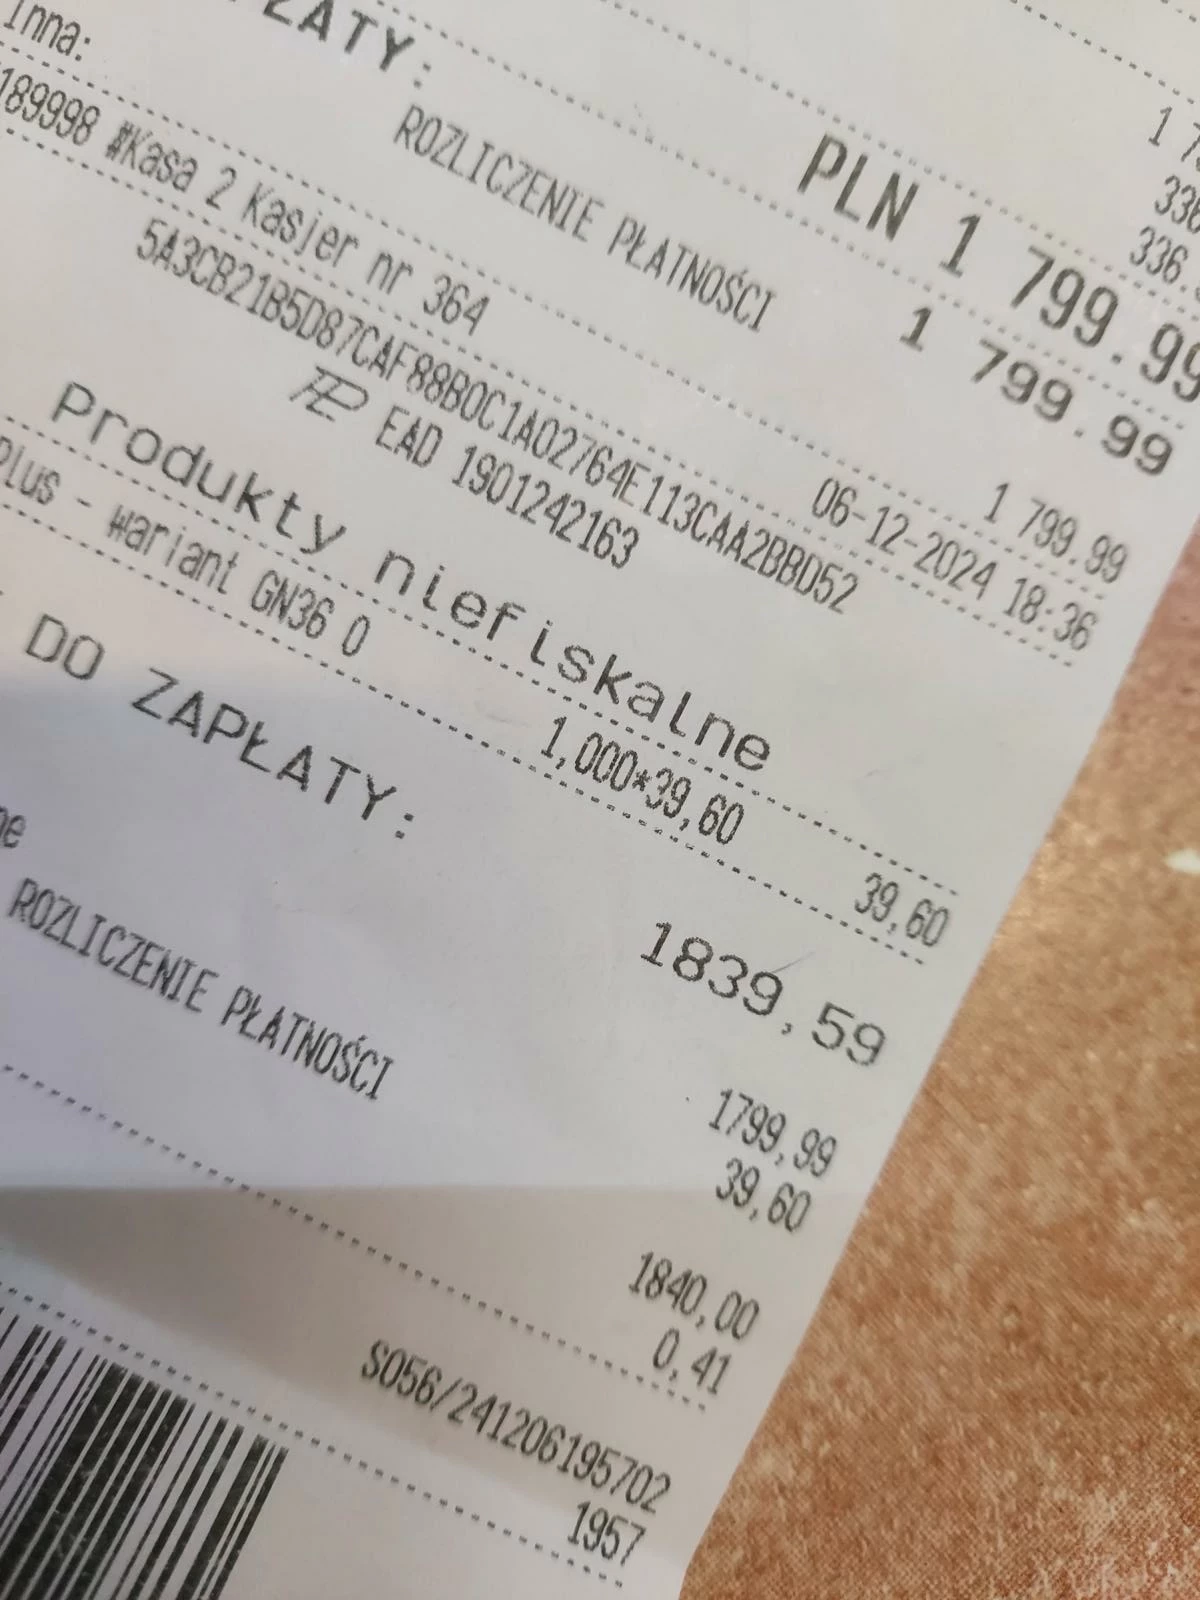 PLN 1 799.99
Inna:
ROZLICZENIE PŁATNOŚCI
1 799.99
1 799.99
189998 #Kasa 2 Kasjer nr 364
06-12-2024 18:36
5A3CB21B5D87CAF88B0C1A02764E113CAA2BBD52
EAD 1901242163
Produkty niefiskalne
Plus - wariant GN36 0
1,000*39,60
39,60
DO ZAPŁATY:
1839,59
ROZLICZENIE PŁATNOŚCI
1799,99
39,60
1840,00
0,41
S056/241206195702
1957